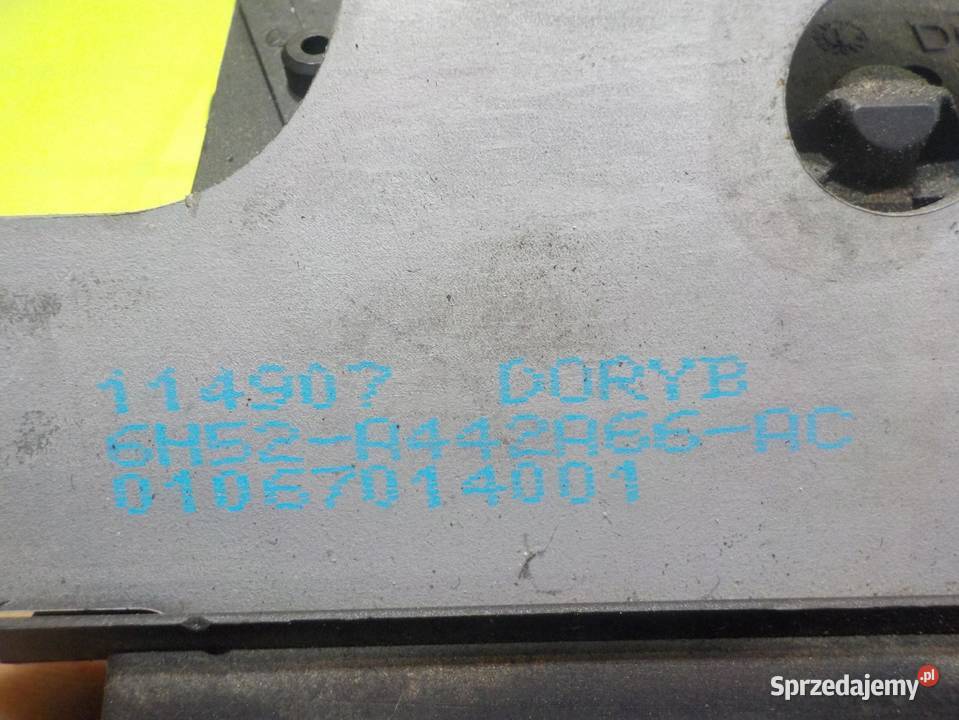 114907 DORYB
6H52-A442A66-AC
01067014001
Sprzedajemy.pl